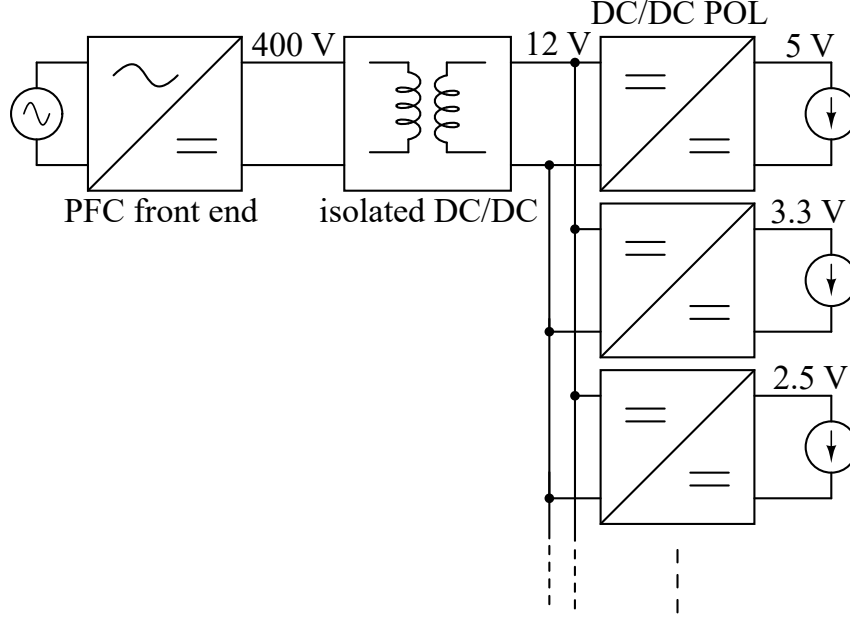 DC/DC POL
400 V
12 V
5 V
PFC front end
isolated DC/DC
3.3 V
2.5 V